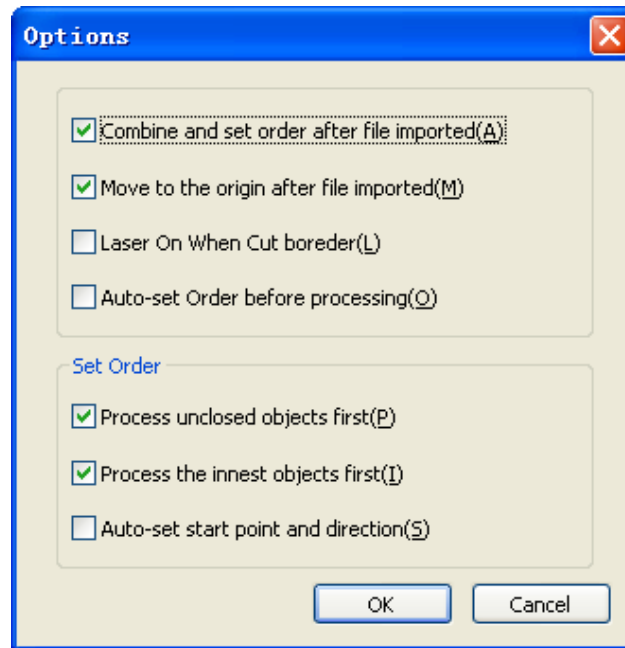 Options
Combine and set order after file imported(A)
Move to the origin after file imported(M)
Laser On When Cut boreder(L)
Auto-set Order before processing(O)
Set Order
Process unclosed objects first(P)
Process the innest objects first(I)
Auto-set start point and direction(S)
OK
Cancel